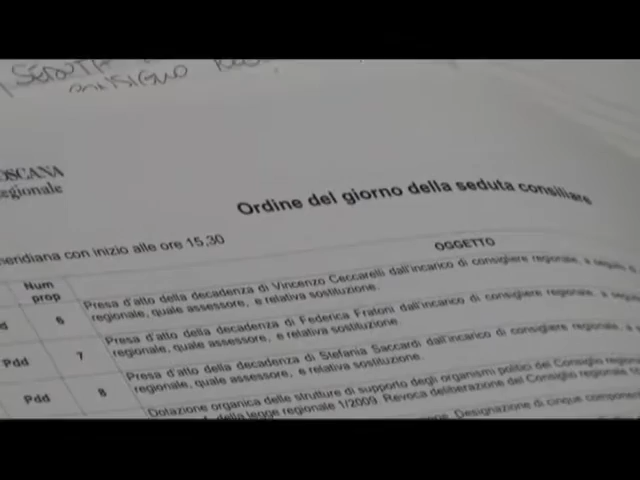 SEDUTA
CONSIGLIO
OSCANA
egionale
Ordine del giorno della seduta consiliare
meridiana con inizio alle ore 15,30
Num prop
OGGETTO
6
Presa d'atto della decadenza di Vincenzo Ceccarelli dall'incarico di consigliere regionale, a seguito
regionale, quale assessore, e relativa sostituzione.
Pdd
7
Presa d'atto della decadenza di Federica Fratoni dall'incarico di consigliere regionale, a
regionale, quale assessore, e relativa sostituzione.
Pdd
8
Presa d'atto della decadenza di Stefania Saccardi dall'incarico di consigliere regionale, a
regionale, quale assessore, e relativa sostituzione.
Dotazione organica delle strutture di supporto degli organismi politici del Consiglio
della legge regionale 1/2009. Revoca deliberazione del Consiglio regionale
Designazione di cinque